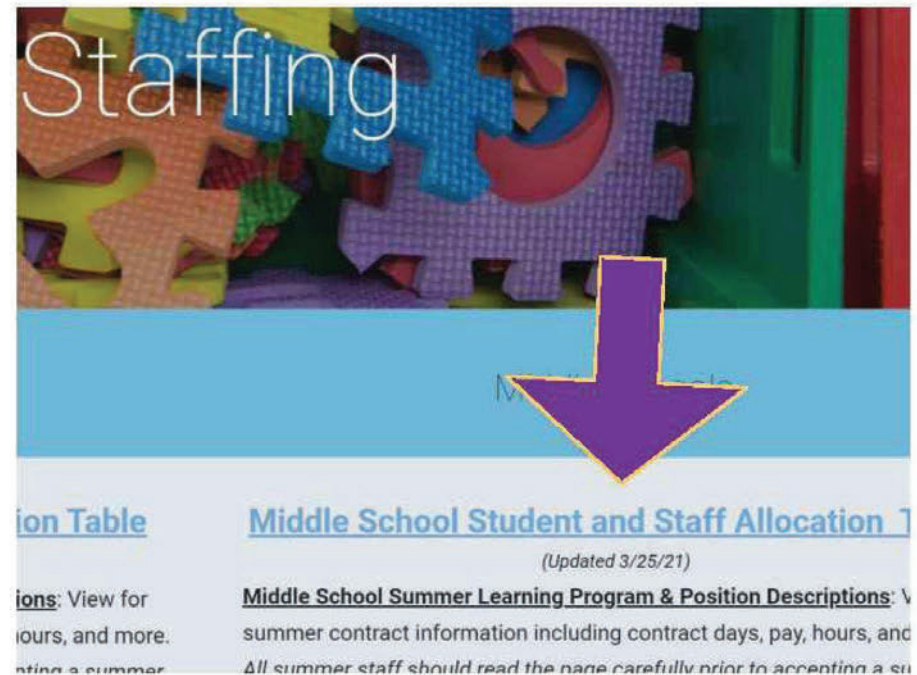 Staffing
ion Table
ions: View for
ours, and more.
Middle School Student and Staff Allocation
(Updated 3/25/21)
Middle School Summer Learning Program & Position Descriptions:
summer contract information including contract days, pay, hours, and
All summer staff should read the page carefully prior to accepting a